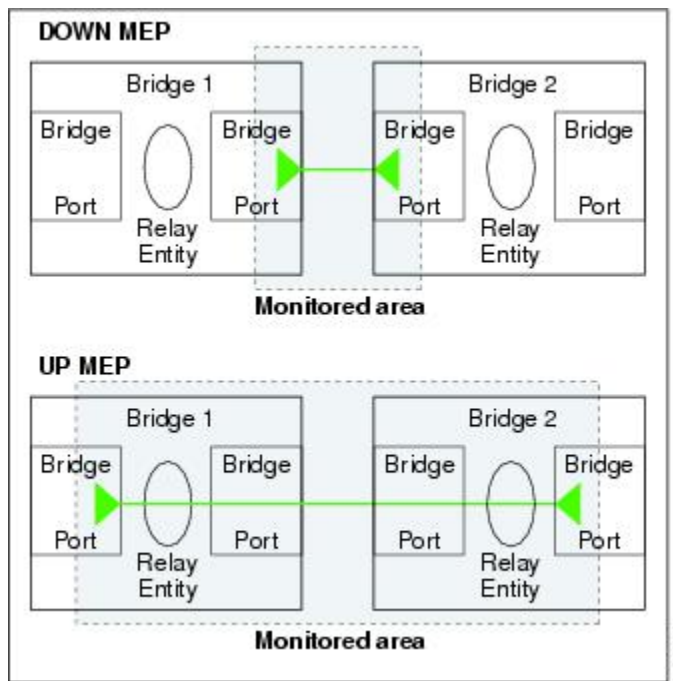 DOWN MEP
Bridge 1
Bridge 2
Bridge
Bridge
Bridge
Bridge
Port
Port
Port
Port
Relay
Entity
Relay
Entity
Monitored area
UP MEP
Bridge 1
Bridge 2
Bridge
Bridge
Bridge
Bridge
Port
Port
Port
Port
Relay
Entity
Relay
Entity
Monitored area